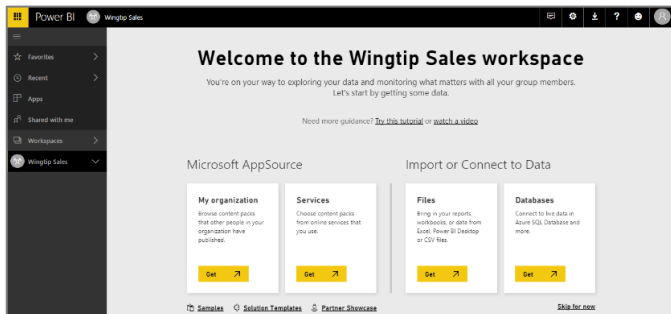 Power BI Wingtip Sales ?
Favorites
Recent
Apps
Shared with me
Workspaces
Wingtip Sales
Welcome to the Wingtip Sales workspace
You're on your way to exploring your data and monitoring what matters with all your group members.
Let's start by getting some data.
Need more guidance? Try this tutorial or watch a video
Microsoft AppSource
My organization
Browse content packs
that other people in your
organization have
published.
Get
Services
Choose content packs
from online services that
you use.
Get
Import or Connect to Data
Files
Bring in your reports,
workbooks, or data from
Excel, Power BI Desktop
or CSV files.
Get
Databases
Connect to live data in
Azure SQL Database and
more.
Get
Samples Solution Templates Partner Showcase
Skip for now